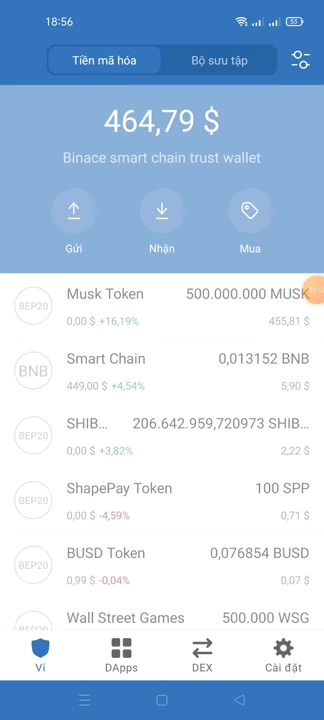 18:56
53
Tiền mã hóa
Bộ sưu tập
464,79 $
Binace smart chain trust wallet
Gửi
Nhận
Mua
BEP20
Musk Token
500.000.000 MUSK
0,00 $ +16,19%
455,81 $
BNB
Smart Chain
0,013152 BNB
449,00 $ +4,54%
5,90 $
BEP20
SHIB...
206.642.959,720973 SHIB...
0,00 $ +3,82%
2,22 $
BEP20
ShapePay Token
100 SPP
0,00 $ -4,59%
0,71 $
BEP20
BUSD Token
0,076854 BUSD
0,99 $ -0,04%
0,07 $
BEP20
Wall Street Games
500.000 WSG
Ví
DApps
DEX
Cài đặt